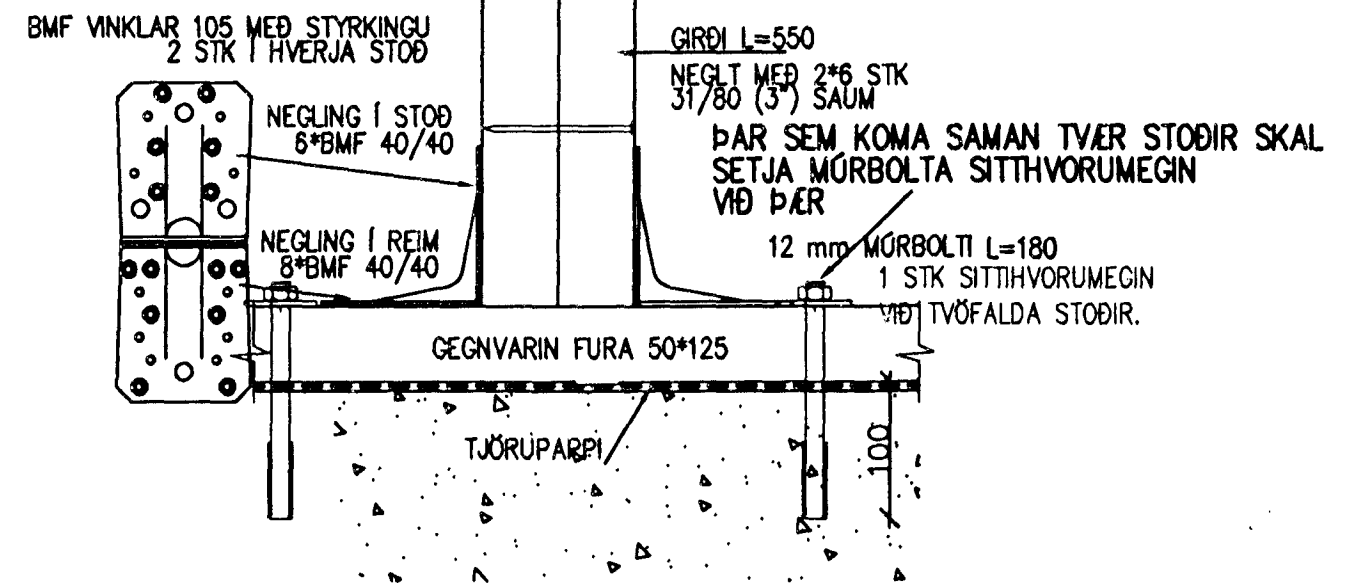 BMF VINKLAR 105 MEÐ STYRKINGU
2 STK Í HVERJA STOÐ
NEGLING Í STOÐ
6*BMF 40/40
NEGLING Í REIM
8*BMF 40/40
GIRÐI L=550
NEGLT MEÐ 2*6 STK
31/80 (3") SAUM
ÞAR SEM KOMA SAMAN TVÆR STOÐIR SKAL
SETJA MÚRBOLTA SITTHVORUMEGIN
VIÐ ÞÆR
12 mm MÚRBOLTI L=180
1 STK SITTIHVORUMEGIN
VIÐ TVÖFALDA STOÐIR.
GEGNVARIN FURA 50*125
TJÖRUPAPPI
100